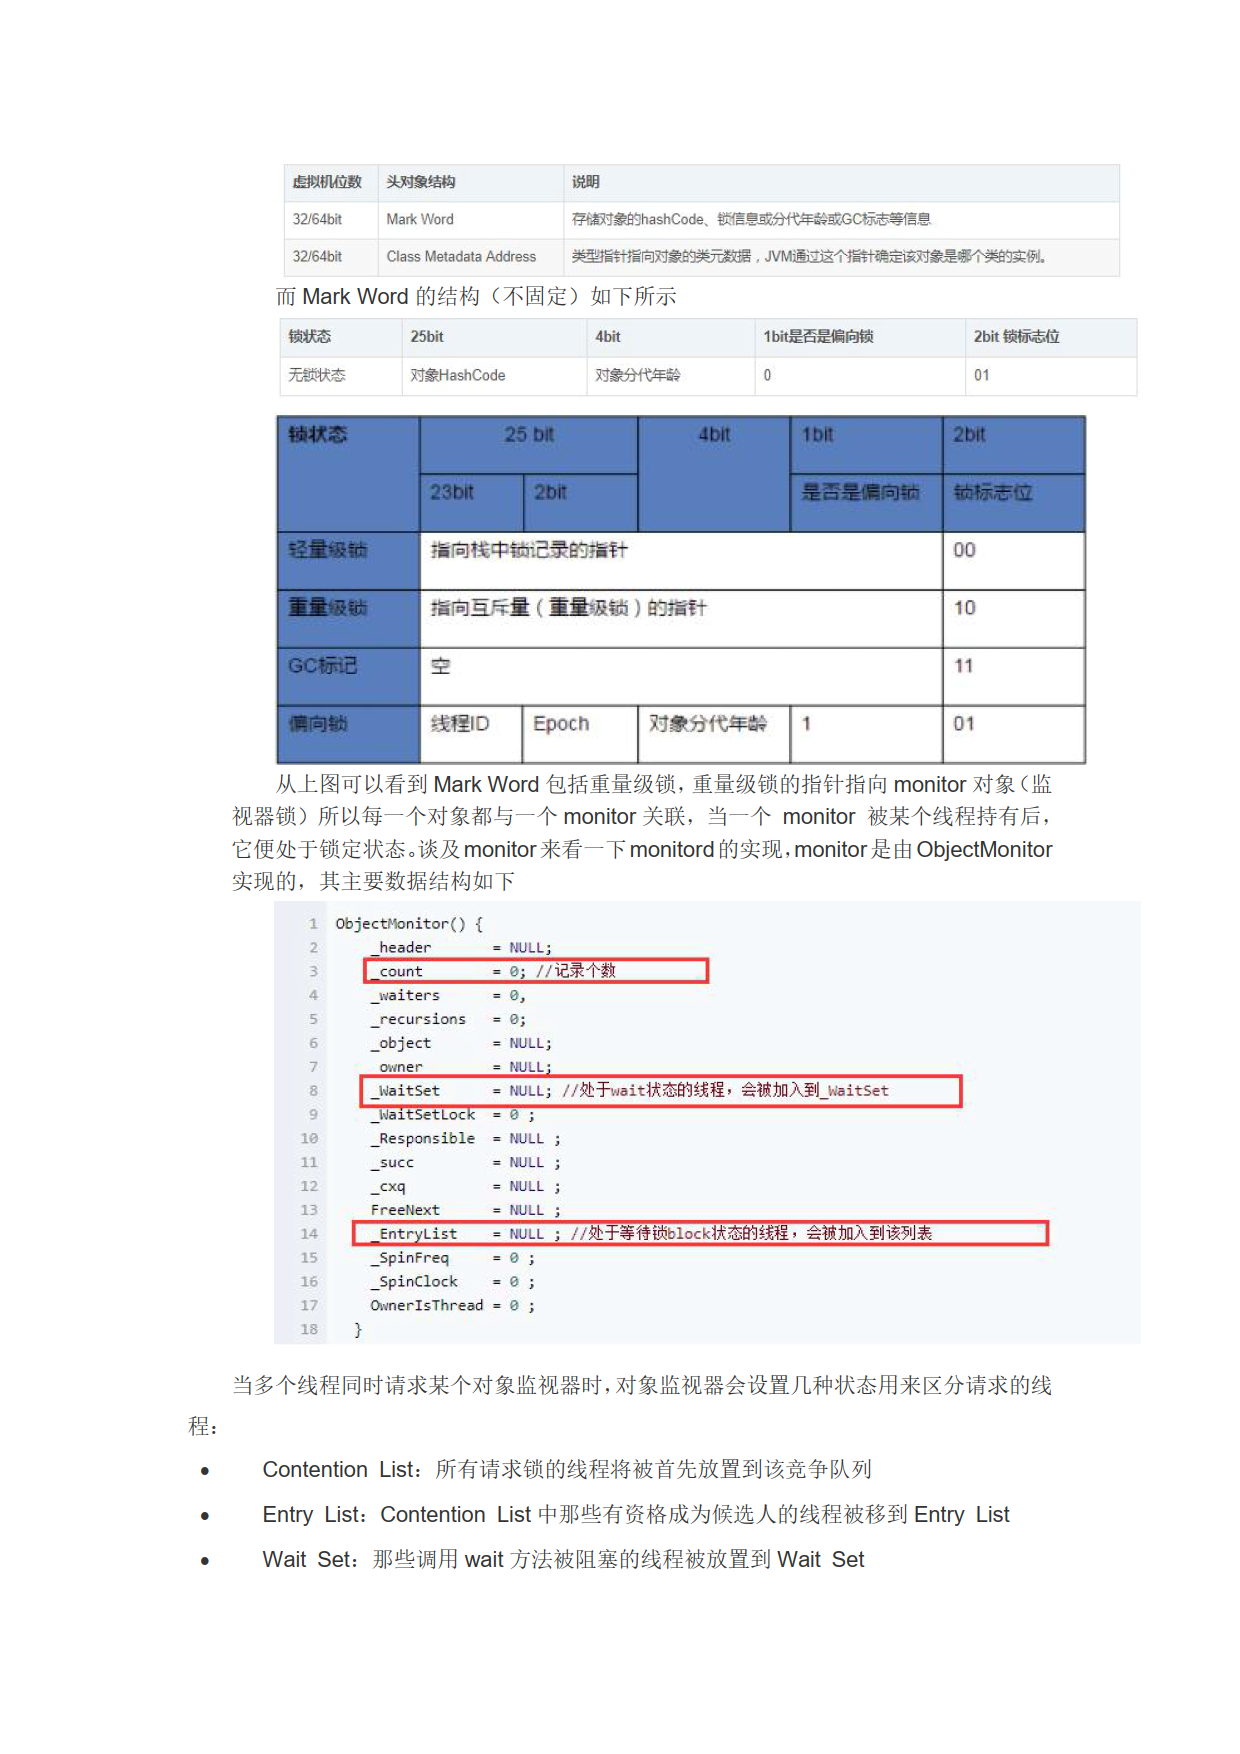 虚拟机位数 头对象结构 说明
32/64bit Mark Word 存储对象的hashCode、锁信息或分代年龄或GC标志等信息
32/64bit Class Metadata Address 类型指针指向对象的类元数据，JVM通过这个指针确定该对象是哪个类的实例。
而 Mark Word 的结构（不固定）如下所示
锁状态 25bit 4bit 1bit是否是偏向锁 2bit 锁标志位
无锁状态 对象HashCode 对象分代年龄 0 01
锁状态 25 bit 4bit 1bit 2bit
23bit 2bit 是否是偏向锁 锁标志位
轻量级锁 指向栈中锁记录的指针 00
重量级锁 指向互斥量（重量级锁）的指针 10
GC标记 空 11
偏向锁 线程ID Epoch 对象分代年龄 1 01
从上图可以看到 Mark Word 包括重量级锁，重量级锁的指针指向 monitor 对象（监
视器锁）所以每一个对象都与一个 monitor 关联，当一个 monitor 被某个线程持有后，
它便处于锁定状态。谈及 monitor 来看一下 monitord 的实现，monitor 是由 ObjectMonitor
实现的，其主要数据结构如下
1 ObjectMonitor() {
2 _header = NULL;
3 _count = 0; //记录个数
4 _waiters = 0,
5 _recursions = 0;
6 _object = NULL;
7 _owner = NULL;
8 _WaitSet = NULL; //处于wait状态的线程，会被加入到_WaitSet
9 _WaitSetLock = 0 ;
10 _Responsible = NULL ;
11 _succ = NULL ;
12 _cxq = NULL ;
13 FreeNext = NULL ;
14 _EntryList = NULL ; //处于等待锁block状态的线程，会被加入到该列表
15 _SpinFreq = 0 ;
16 _SpinClock = 0 ;
17 OwnerIsThread = 0 ;
18 }
当多个线程同时请求某个对象监视器时，对象监视器会设置几种状态用来区分请求的线
程：
• Contention List：所有请求锁的线程将被首先放置到该竞争队列
• Entry List：Contention List 中那些有资格成为候选人的线程被移到 Entry List
• Wait Set：那些调用 wait 方法被阻塞的线程被放置到 Wait Set